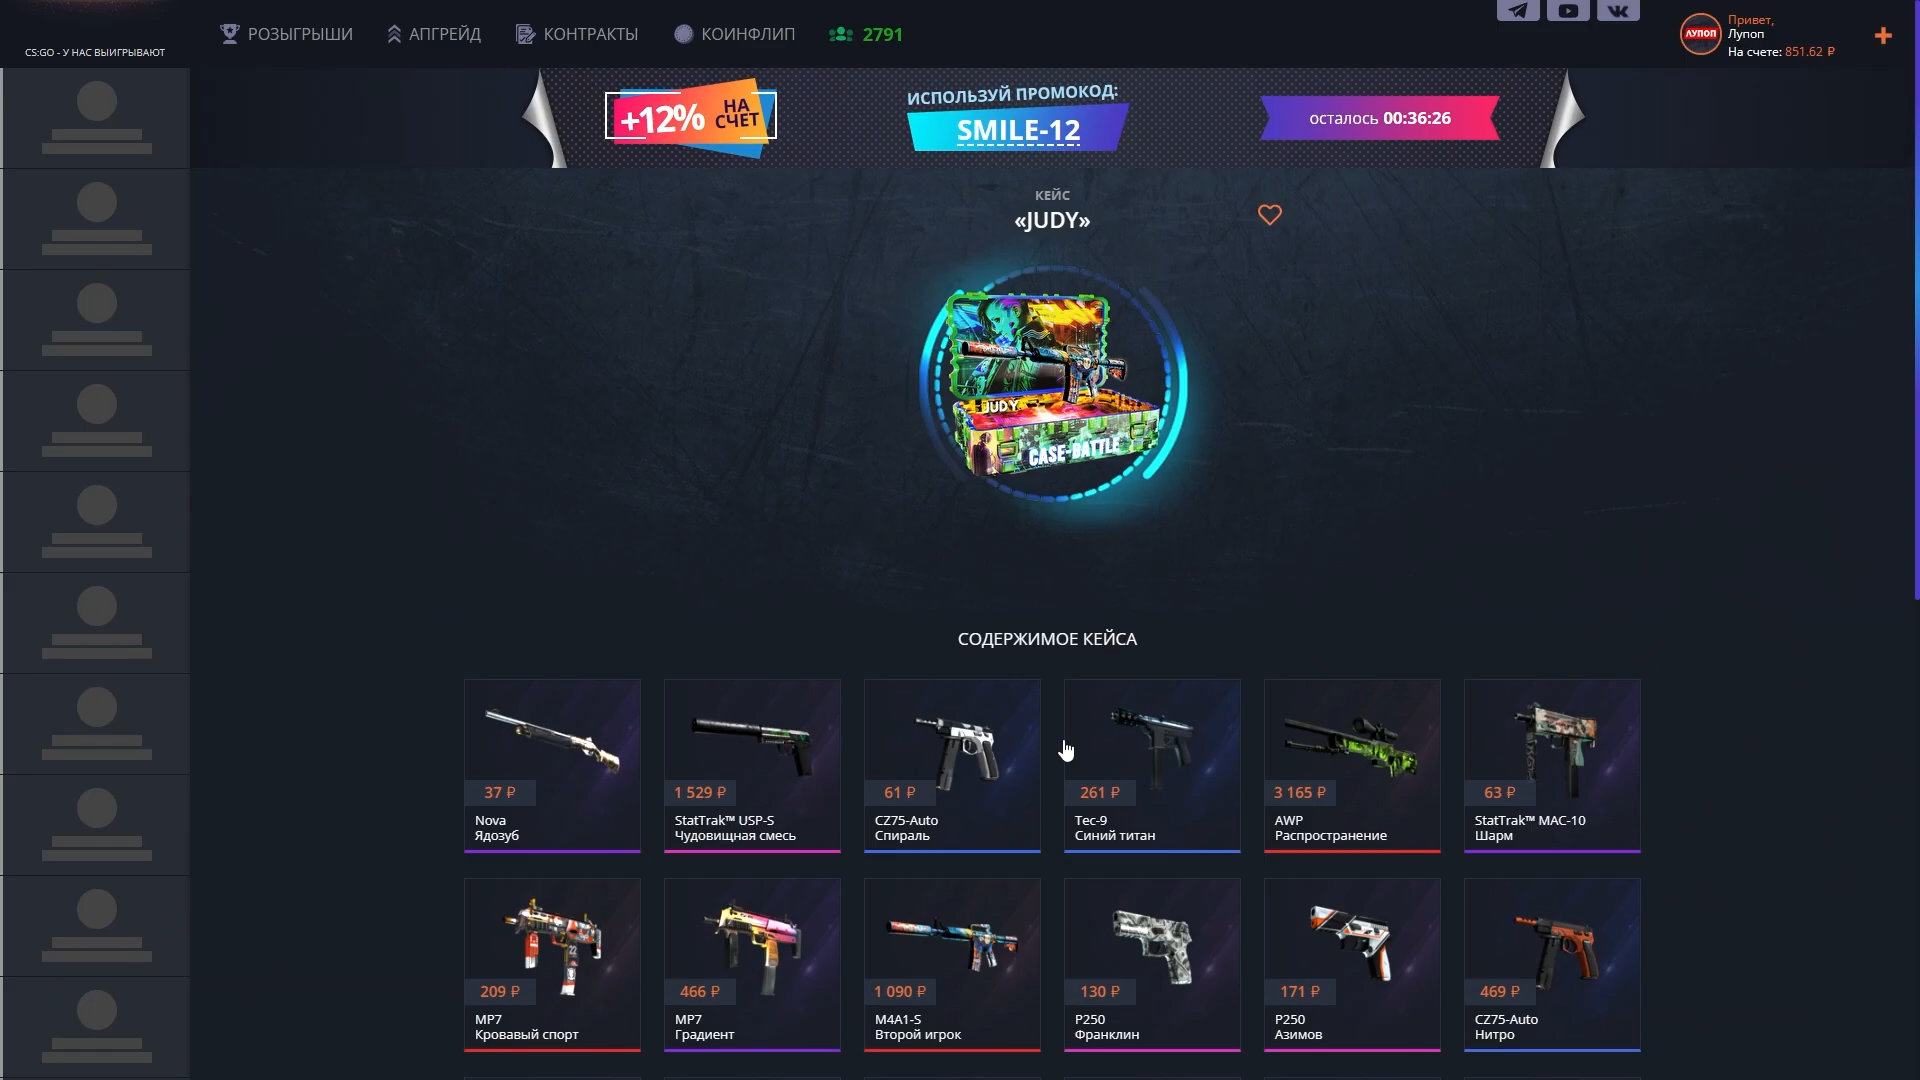 РОЗЫГРЫШИ
АПГРЕЙД
КОНТРАКТЫ
КОИНФЛИП
2791
CS:GO - У НАС ВЫИГРЫВАЮТ
ЛУПОП
Привет,
Лупоп
На счете: 851.62 ₽
+12% НА СЧЕТ
ИСПОЛЬЗУЙ ПРОМОКОД:
SMILE-12
осталось 00:36:26
КЕЙС
«JUDY»
JUDY
CASE-BATTLE
СОДЕРЖИМОЕ КЕЙСА
37 ₽
Nova
Ядозуб
1 529 ₽
StatTrak™ USP-S
Чудовищная смесь
61 ₽
CZ75-Auto
Спираль
261 ₽
Tec-9
Синий титан
3 165 ₽
AWP
Распространение
63 ₽
StatTrak™ MAC-10
Шарм
209 ₽
MP7
Кровавый спорт
466 ₽
MP7
Градиент
1 090 ₽
M4A1-S
Второй игрок
130 ₽
P250
Франклин
171 ₽
P250
Азимов
469 ₽
CZ75-Auto
Нитро